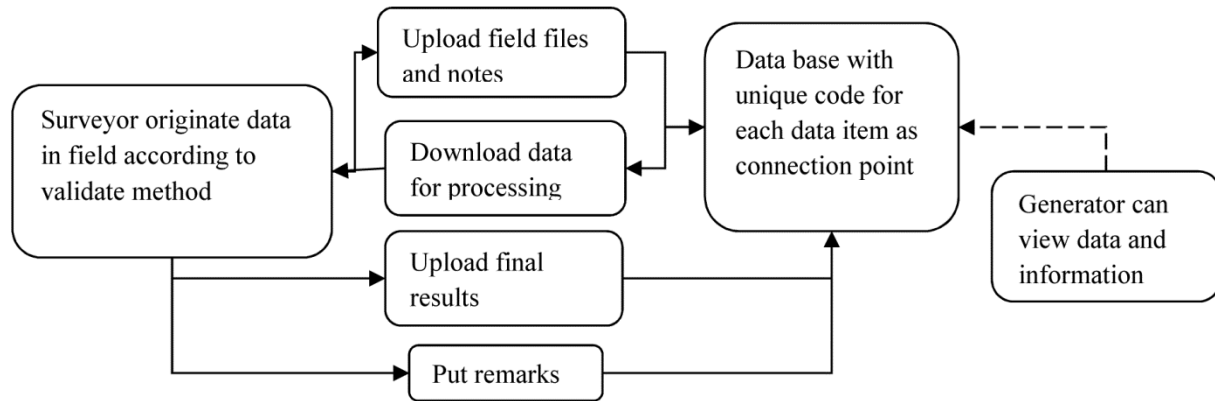 Surveyor originate data
in field according to
validate method
Upload field files
and notes
Download data
for processing
Upload final
results
Put remarks
Data base with
unique code for
each data item as
connection point
Generator can
view data and
information